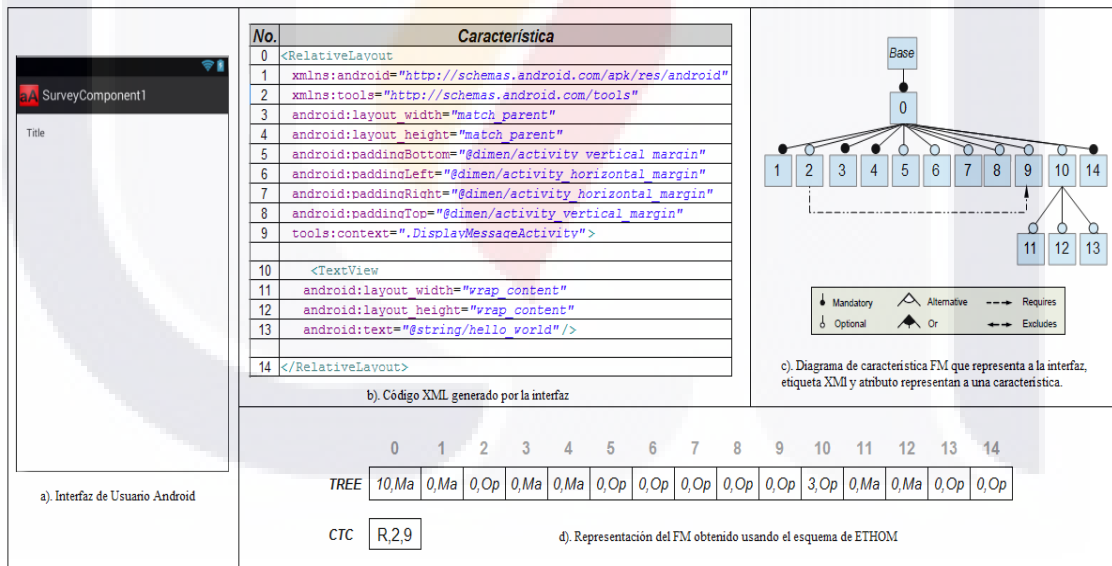 SurveyComponent1
Title
a). Interfaz de Usuario Android
No. Característica
0 <RelativeLayout
1 xmlns:android="http://schemas.android.com/apk/res/android"
2 xmlns:tools="http://schemas.android.com/tools"
3 android:layout_width="match_parent"
4 android:layout_height="match_parent"
5 android:paddingBottom="@dimen/activity_vertical_margin"
6 android:paddingLeft="@dimen/activity_horizontal_margin"
7 android:paddingRight="@dimen/activity_horizontal_margin"
8 android:paddingTop="@dimen/activity_vertical_margin"
9 tools:context=".DisplayMessageActivity">
10 <TextView
11 android:layout_width="wrap_content"
12 android:layout_height="wrap_content"
13 android:text="@string/hello_world"/>
14 </RelativeLayout>
b). Código XML generado por la interfaz
Base
0
1 2 3 4 5 6 7 8 9 10 14
11 12 13
Mandatory Alternative Requires
Optional Or Excludes
c). Diagrama de característica FM que representa a la interfaz,
etiqueta XMl y atributo representan a una característica.
0 1 2 3 4 5 6 7 8 9 10 11 12 13 14
TREE 10,Ma 0,Ma 0,Op 0,Ma 0,Ma 0,Op 0,Op 0,Op 0,Op 0,Op 3,Op 0,Ma 0,Ma 0,Op 0,Op
CTC R,2,9
d). Representación del FM obtenido usando el esquema de ETHOM